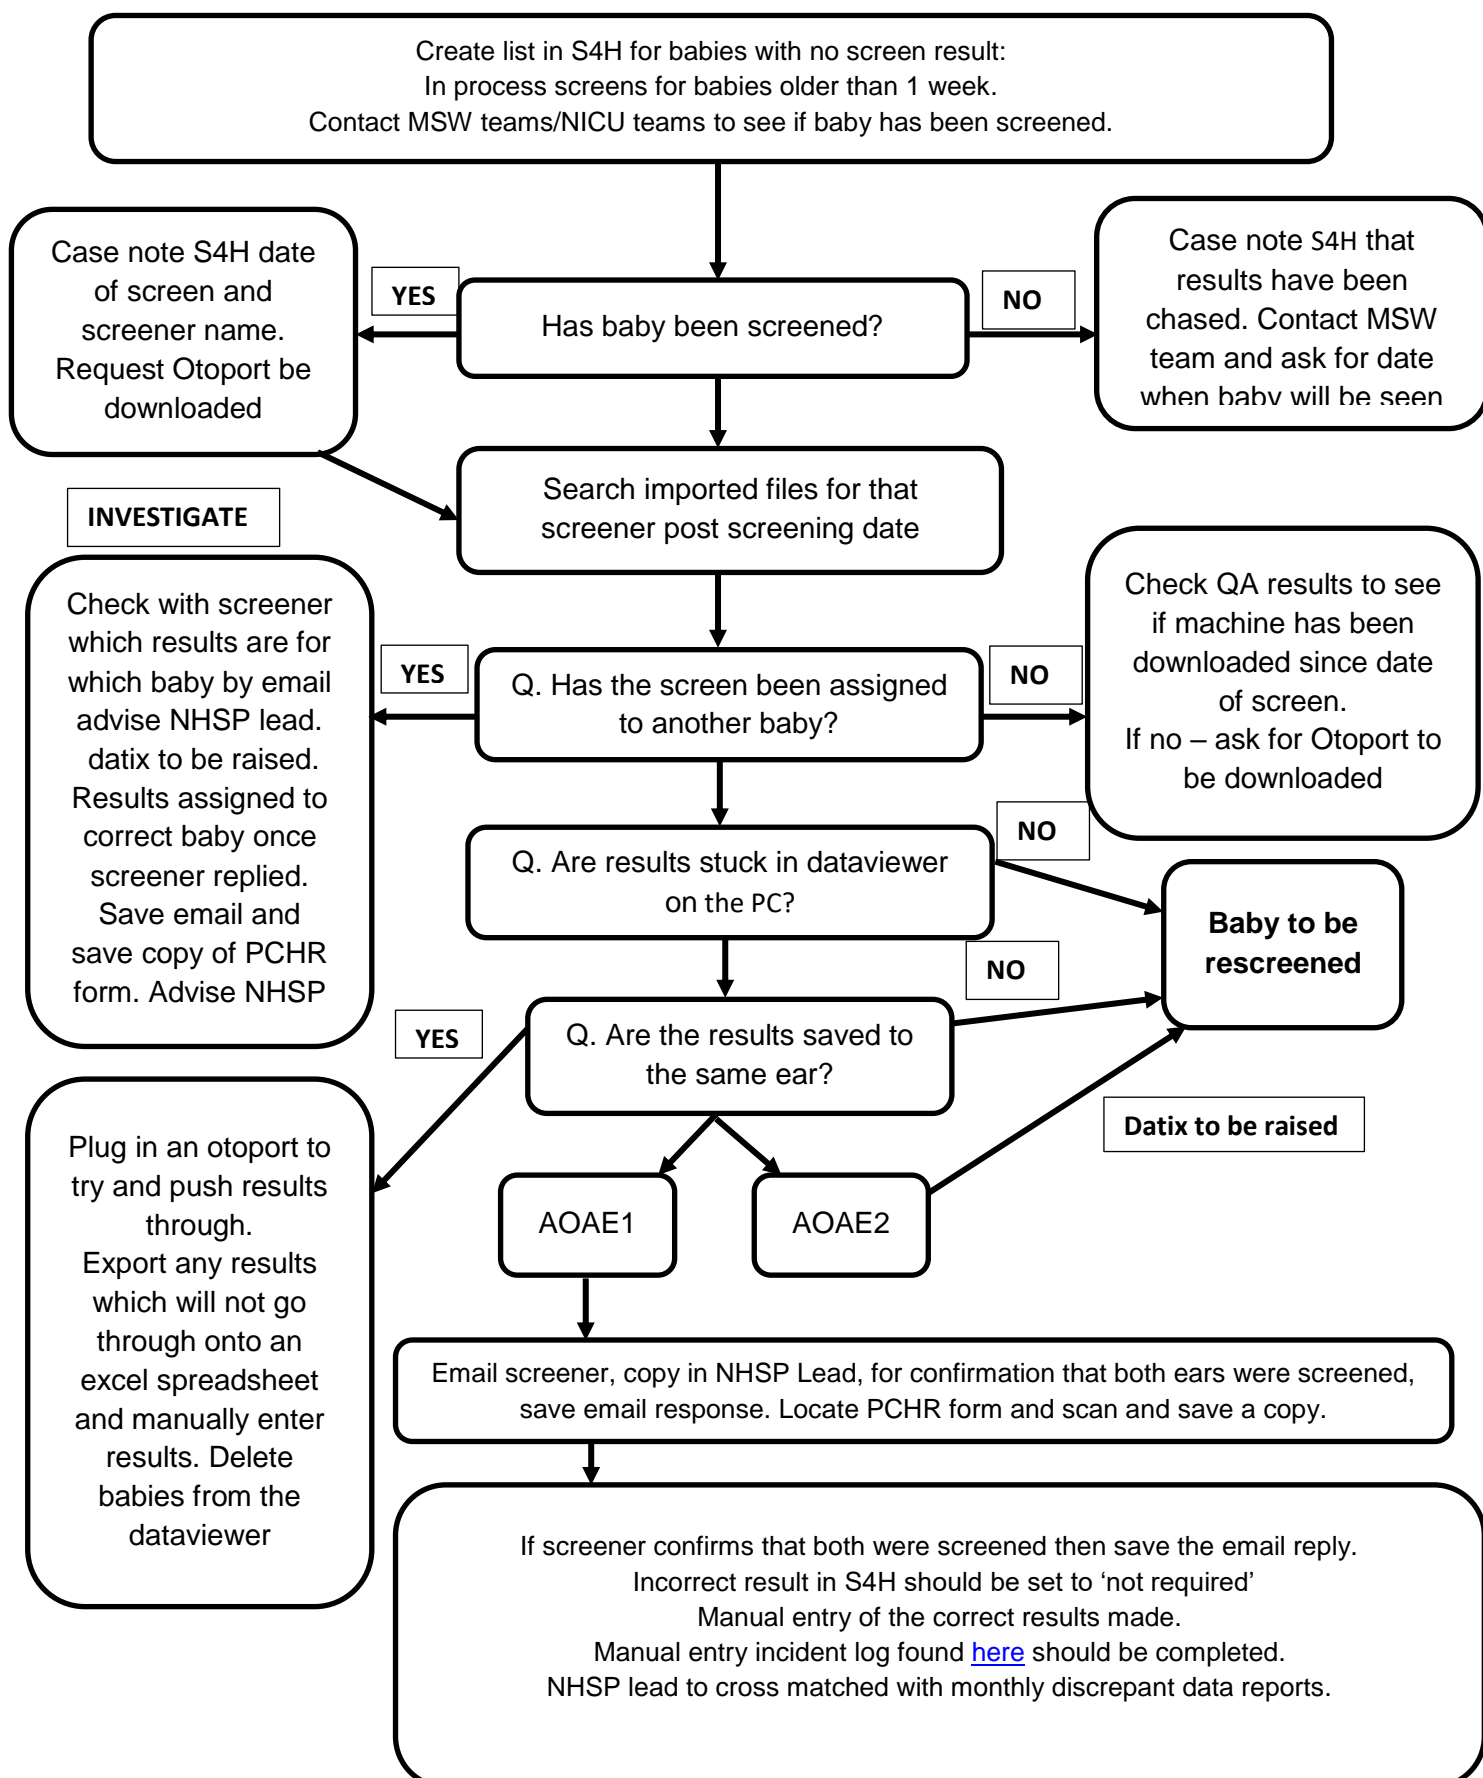 Create list in S4H for babies with no screen result:
In process screens for babies older than 1 week.
Contact MSW teams/NICU teams to see if baby has been screened.
Case note S4H date
of screen and
screener name.
Request Otoport be
downloaded
YES
Has baby been screened?
NO
Case note S4H that
results have been
chased. Contact MSW
team and ask for date
when baby will be seen
Search imported files for that
screener post screening date
INVESTIGATE
Check with screener
which results are for
which baby by email
advise NHSP lead.
datix to be raised.
Results assigned to
correct baby once
screener replied.
Save email and
save copy of PCHR
form. Advise NHSP
YES
Q. Has the screen been assigned
to another baby?
NO
Check QA results to see
if machine has been
downloaded since date
of screen.
If no – ask for Otoport to
be downloaded
Q. Are results stuck in dataviewer
on the PC?
NO
Baby to be
rescreened
NO
YES
Q. Are the results saved to
the same ear?
Plug in an otoport to
try and push results
through.
Export any results
which will not go
through onto an
excel spreadsheet
and manually enter
results. Delete
babies from the
dataviewer
Datix to be raised
AOAE1
AOAE2
Email screener, copy in NHSP Lead, for confirmation that both ears were screened,
save email response. Locate PCHR form and scan and save a copy.
If screener confirms that both were screened then save the email reply.
Incorrect result in S4H should be set to ‘not required’
Manual entry of the correct results made.
Manual entry incident log found here should be completed.
NHSP lead to cross matched with monthly discrepant data reports.